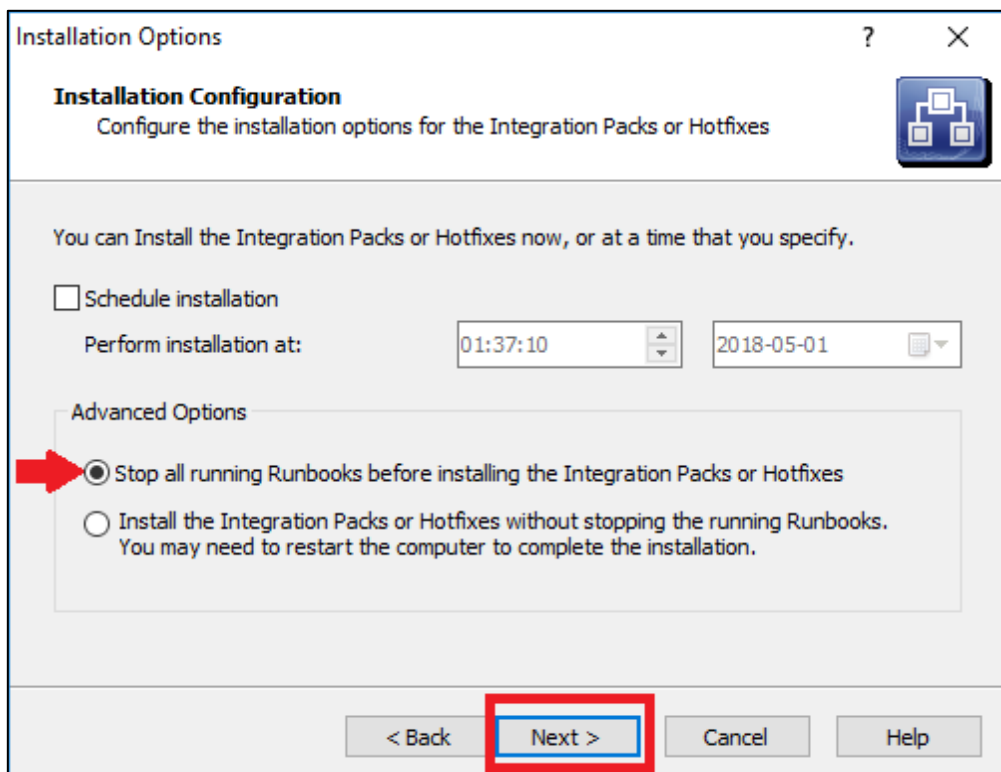 Installation Options ?
Installation Configuration
Configure the installation options for the Integration Packs or Hotfixes
You can Install the Integration Packs or Hotfixes now, or at a time that you specify.
Schedule installation
Perform installation at: 01:37:10 2018-05-01
Advanced Options
Stop all running Runbooks before installing the Integration Packs or Hotfixes
Install the Integration Packs or Hotfixes without stopping the running Runbooks.
You may need to restart the computer to complete the installation.
< Back Next > Cancel Help